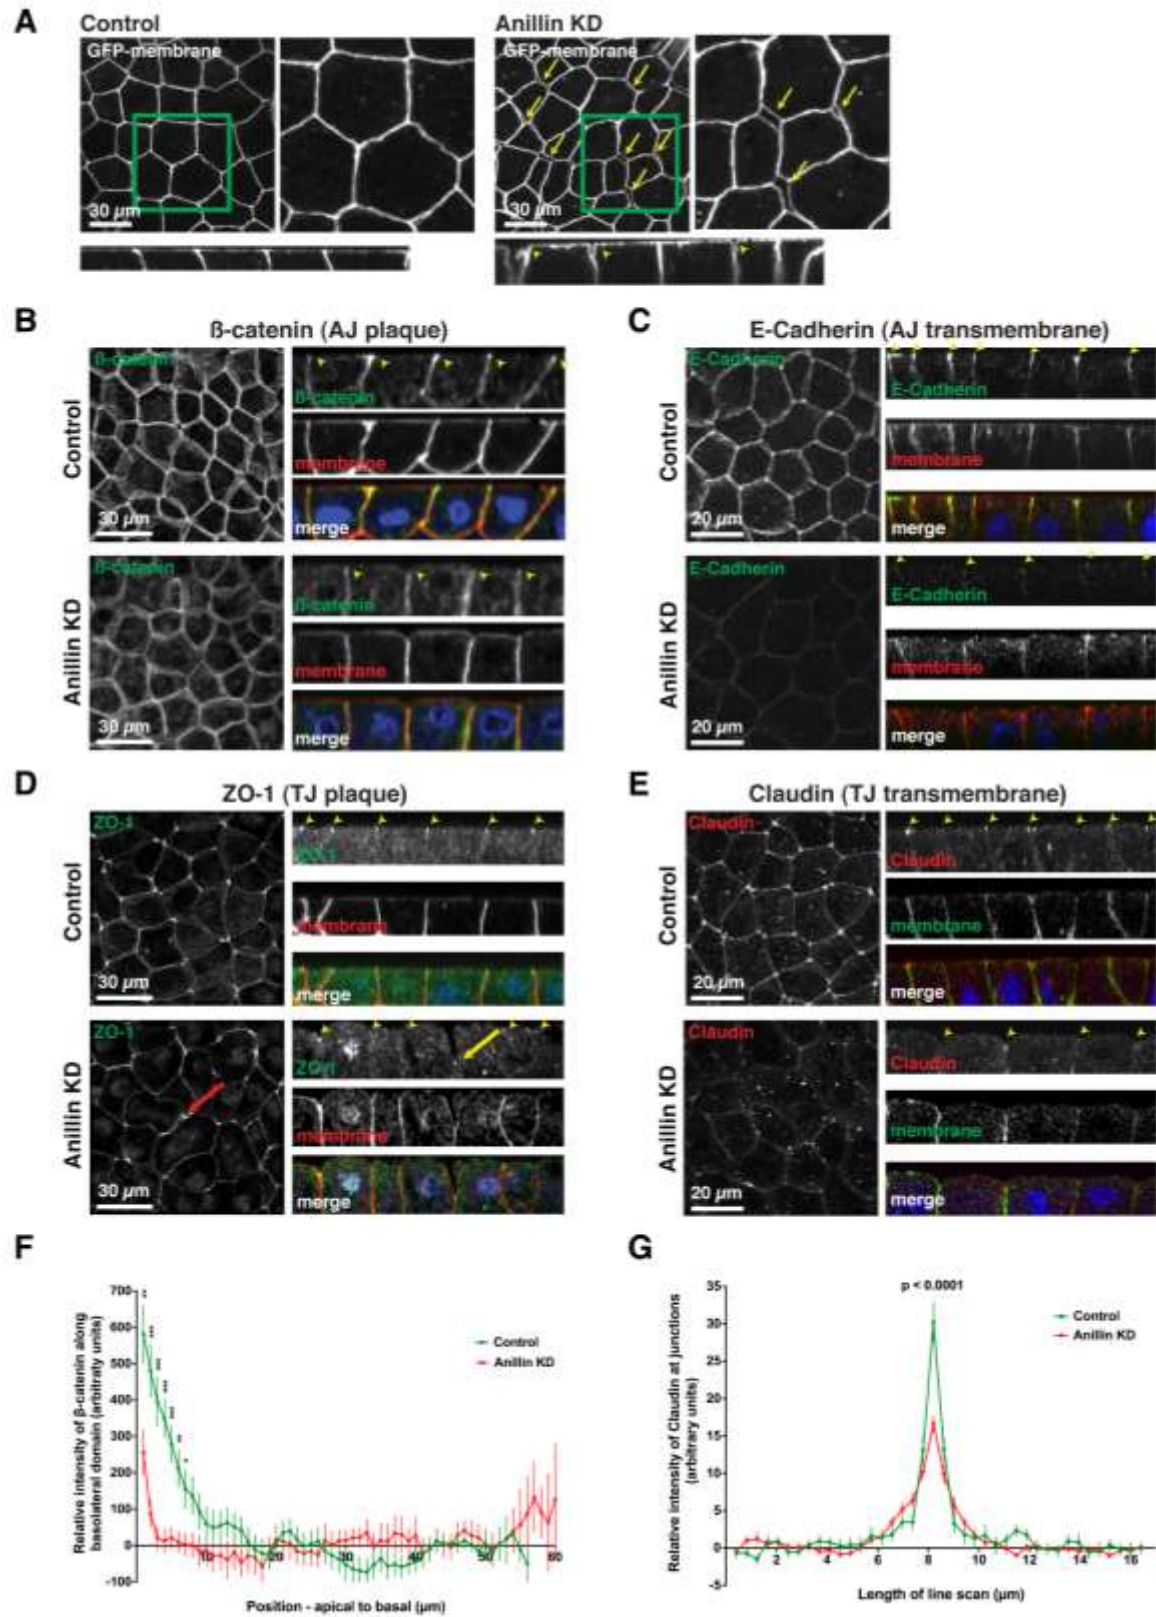 A
Control
GFP-membrane
30 µm
Anillin KD
GFP-membrane
30 µm
B
ß-catenin (AJ plaque)
Control
ß-catenin
30 µm
ß-catenin
membrane
merge
Anillin KD
ß-catenin
30 µm
ß-catenin
membrane
merge
C
E-Cadherin (AJ transmembrane)
Control
E-Cadherin
20 µm
E-Cadherin
membrane
merge
Anillin KD
E-Cadherin
20 µm
E-Cadherin
membrane
merge
D
ZO-1 (TJ plaque)
Control
ZO-1
30 µm
ZO-1
membrane
merge
Anillin KD
ZO-1
30 µm
ZO-1
membrane
merge
E
Claudin (TJ transmembrane)
Control
Claudin
20 µm
Claudin
membrane
merge
Anillin KD
Claudin
20 µm
Claudin
membrane
merge
F
Relative intensity of β-catenin along
basolateral domain (arbitraty units)
700
600
500
400
300
200
100
0
-100
10
20
30
40
50
60
Position - apical to basal (µm)
Control
Anillin KD
G
Relative intensity of Claudin at junctions
(arbitrary units)
35
30
25
20
15
10
5
0
-5
2
4
6
8
10
12
14
16
Length of line scan (µm)
p < 0.0001
Control
Anillin KD